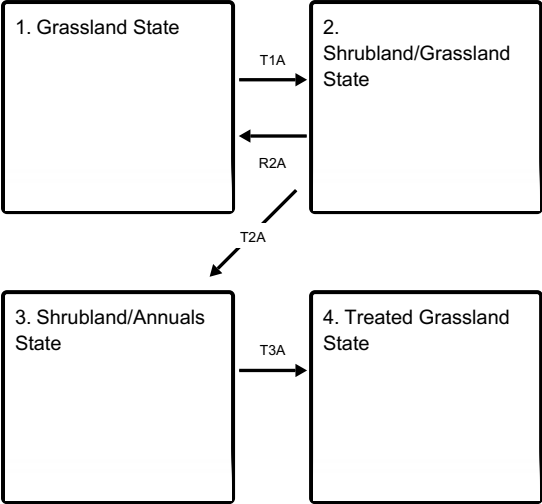 1. Grassland State
2.
Shrubland/Grassland
State
T1A
R2A
T2A
3. Shrubland/Annuals
State
4. Treated Grassland
State
T3A